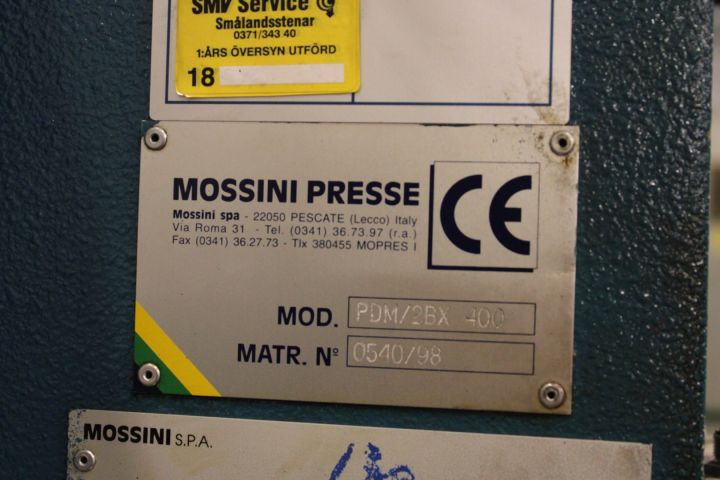 SMV Service
Smålandsstenar
0371/343 40
1:ÅRS ÖVERSYN UTFÖRD
18
MOSSINI PRESSE
Mossini spa - 22050 PESCATE (Lecco) Italy
Via Roma 31 - Tel. (0341) 36.73.97 (r.a.)
Fax (0341) 36.27.73 - Tlx 380455 MOPRES I
CE
MOD. PDM/2BX 400
MATR. Nº 0540/98
MOSSINI S.P.A.